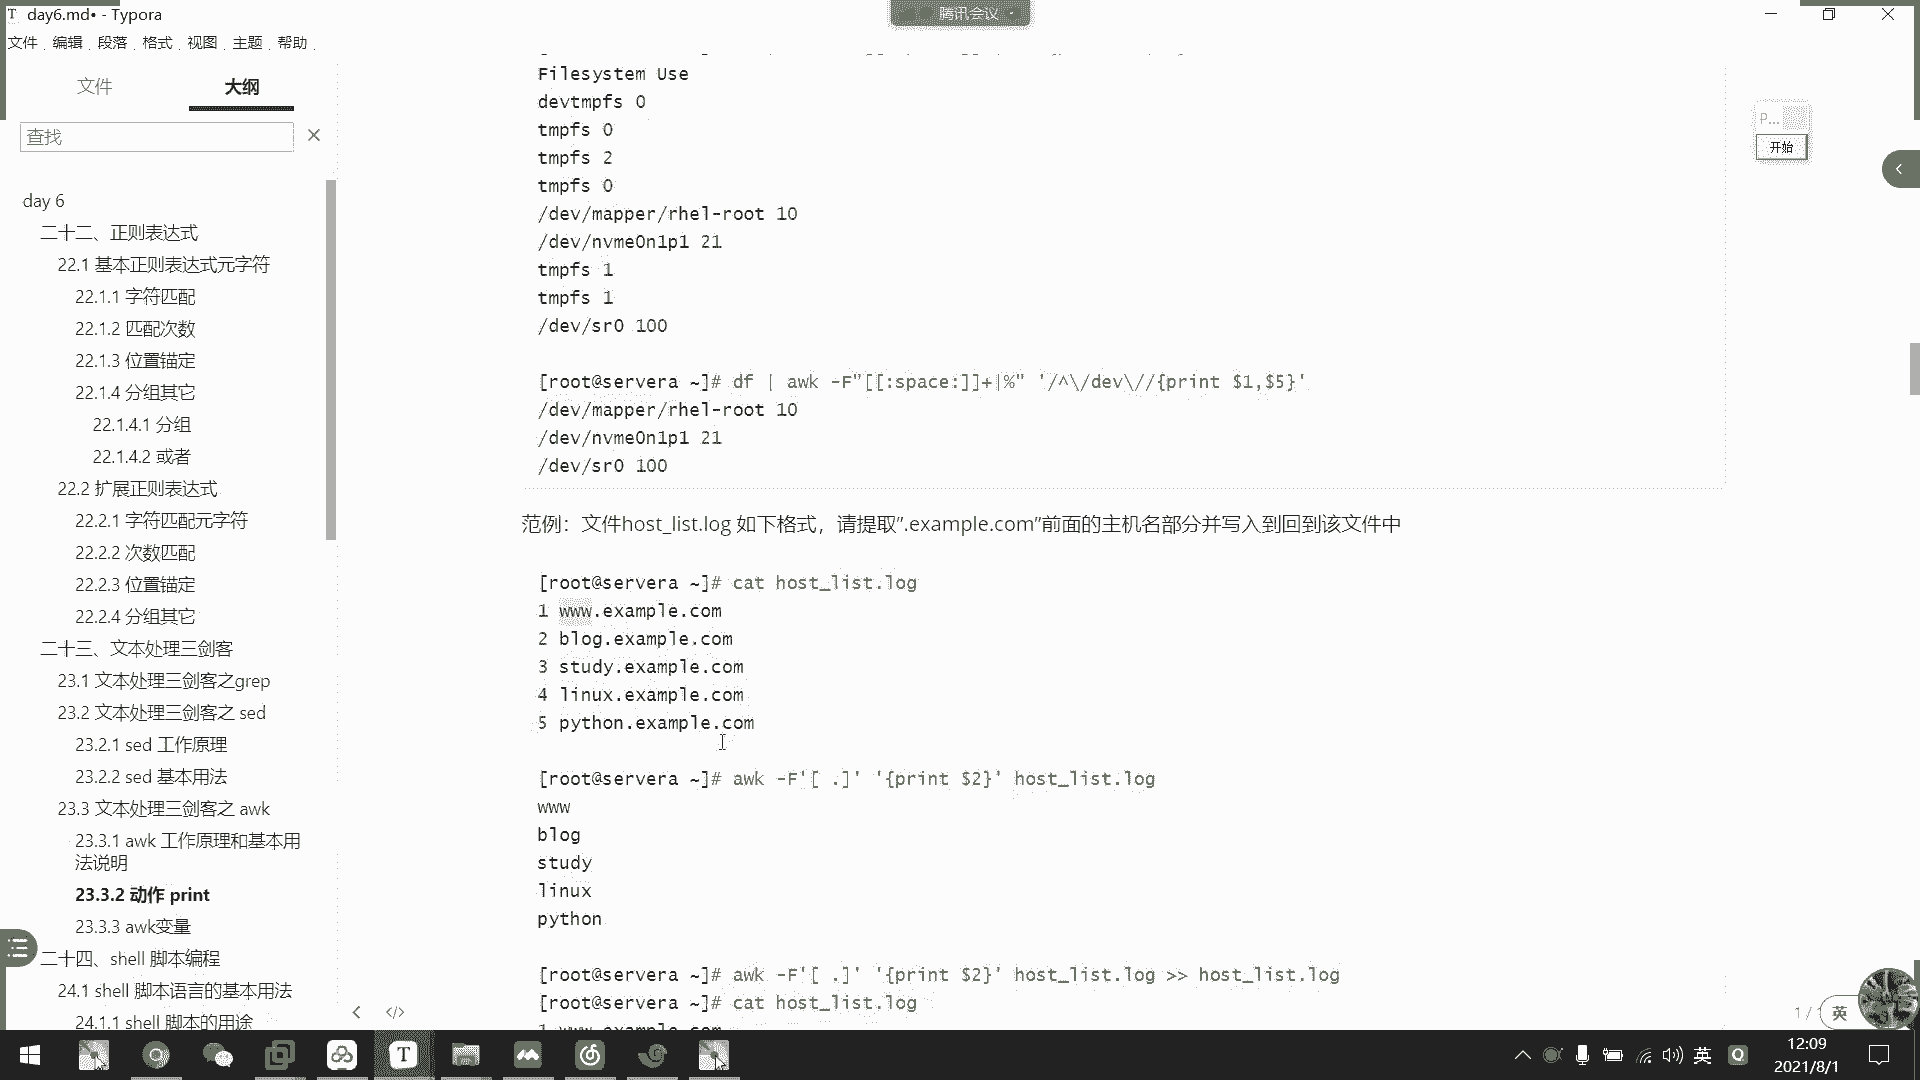 day6.md• - Typora
腾讯会议
文件 编辑 段落 格式 视图 主题 帮助
文件
大纲
查找
day 6
二十二、正则表达式
22.1 基本正则表达式元字符
22.1.1 字符匹配
22.1.2 匹配次数
22.1.3 位置锚定
22.1.4 分组其它
22.1.4.1 分组
22.1.4.2 或者
22.2 扩展正则表达式
22.2.1 字符匹配元字符
22.2.2 次数匹配
22.2.3 位置锚定
22.2.4 分组其它
二十三、文本处理三剑客
23.1 文本处理三剑客之grep
23.2 文本处理三剑客之 sed
23.2.1 sed 工作原理
23.2.2 sed 基本用法
23.3 文本处理三剑客之 awk
23.3.1 awk 工作原理和基本用
法说明
23.3.2 动作 print
23.3.3 awk变量
二十四、shell 脚本编程
24.1 shell 脚本语言的基本用法
24.1.1 shell 脚本的用途
Filesystem Use
devtmpfs 0
tmpfs 0
tmpfs 2
tmpfs 0
/dev/mapper/rhel-root 10
/dev/nvme0n1p1 21
tmpfs 1
tmpfs 1
/dev/sr0 100
[root@servera ~]# df | awk -F"[[:space:]]+|%" '/^\/dev\//{print $1,$5}'
/dev/mapper/rhel-root 10
/dev/nvme0n1p1 21
/dev/sr0 100
范例：文件host_list.log 如下格式，请提取”.example.com”前面的主机名部分并写入到回到该文件中
[root@servera ~]# cat host_list.log
1 www.example.com
2 blog.example.com
3 study.example.com
4 linux.example.com
5 python.example.com
[root@servera ~]# awk -F'[ .]' '{print $2}' host_list.log
www
blog
study
linux
python
[root@servera ~]# awk -F'[ .]' '{print $2}' host_list.log >> host_list.log
[root@servera ~]# cat host_list.log
1 www.example.com
P...
开始
1 /
英
英
12:09
2021/8/1